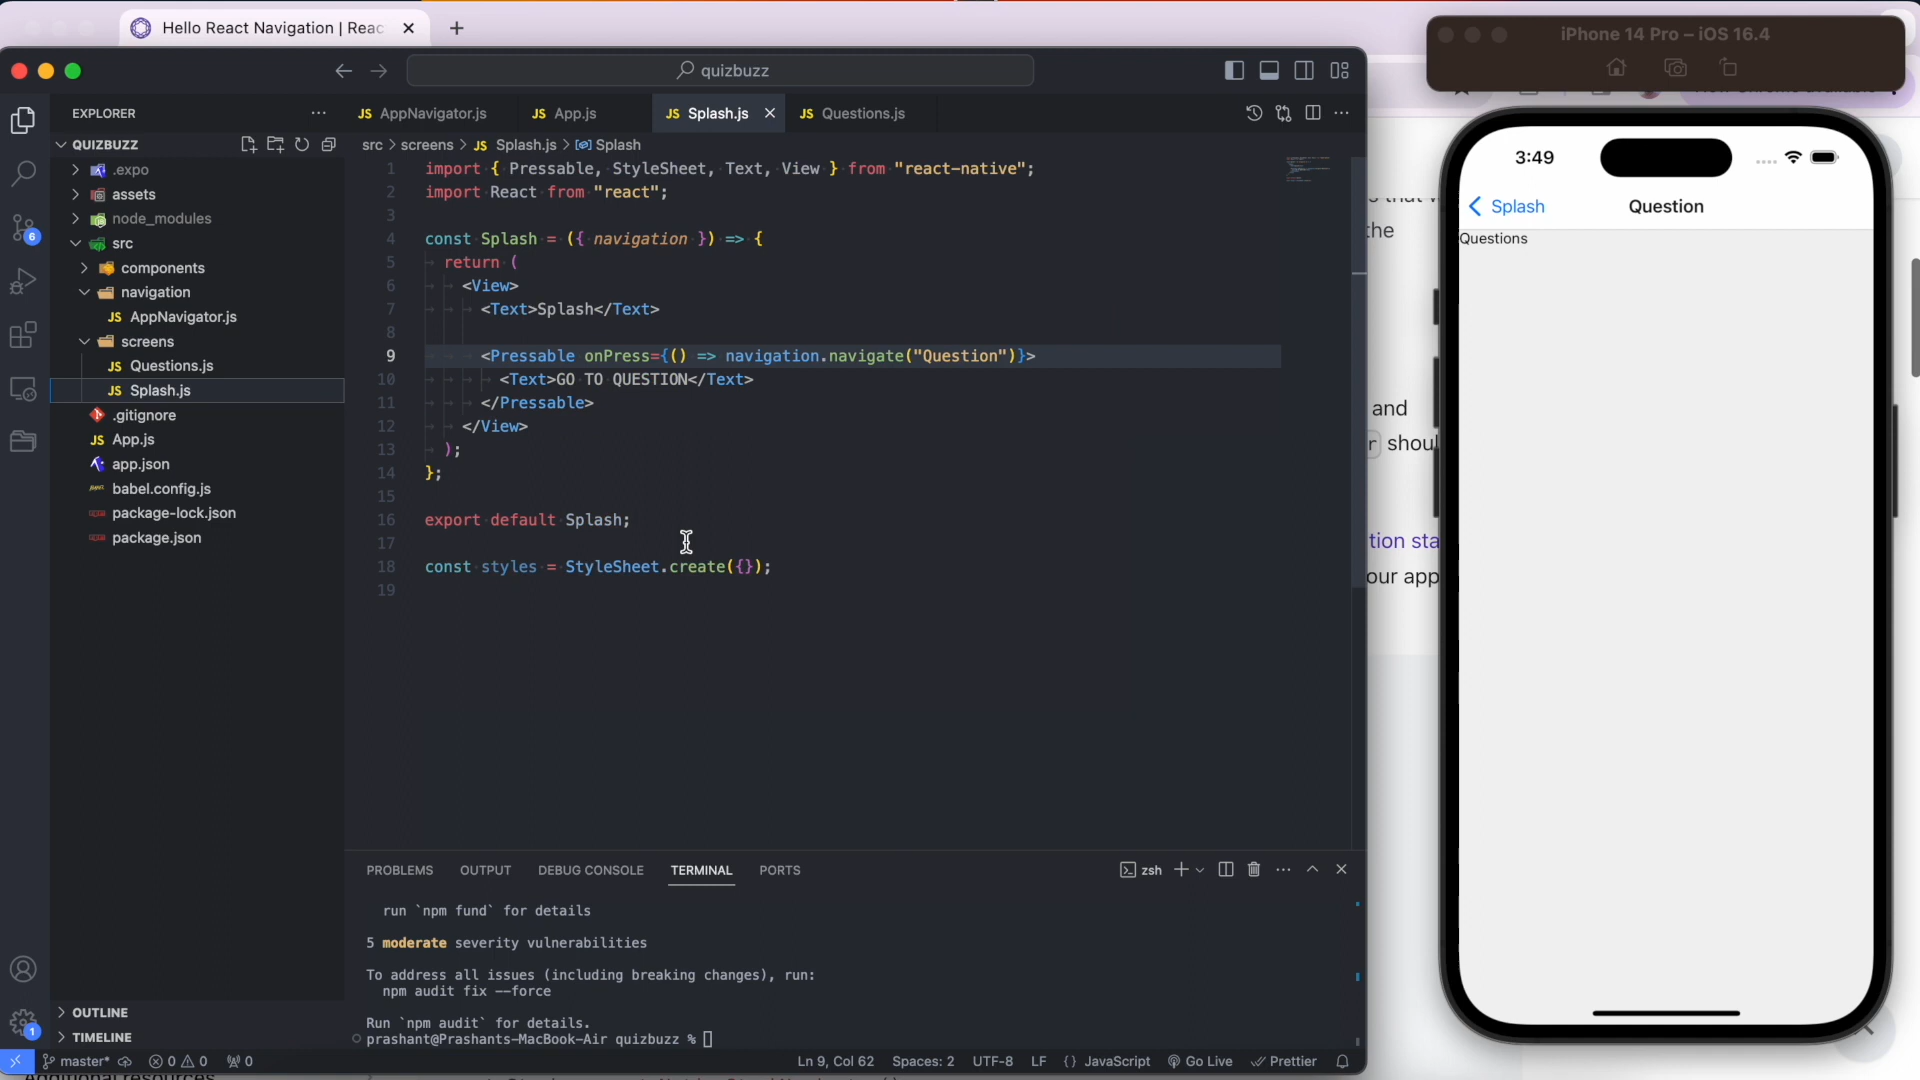 Hello React Navigation | Reac
iPhone 14 Pro – iOS 16.4
quizbuzz
EXPLORER
AppNavigator.js
App.js
Splash.js
Questions.js
QUIZBUZZ
.expo
assets
node_modules
src
components
navigation
AppNavigator.js
screens
Questions.js
Splash.js
.gitignore
App.js
app.json
babel.config.js
package-lock.json
package.json
OUTLINE
TIMELINE
src > screens > JS Splash.js > Splash
1 import { Pressable, StyleSheet, Text, View } from "react-native";
2 import React from "react";
3
4 const Splash = ({ navigation }) => {
5 return (
6 <View>
7 <Text>Splash</Text>
8
9 <Pressable onPress={() => navigation.navigate("Question")}>
10 <Text>GO TO QUESTION</Text>
11 </Pressable>
12 </View>
13 );
14 };
15
16 export default Splash;
17
18 const styles = StyleSheet.create({});
19
PROBLEMS OUTPUT DEBUG CONSOLE TERMINAL PORTS
zsh
run `npm fund` for details
5 moderate severity vulnerabilities
To address all issues (including breaking changes), run:
npm audit fix --force
Run `npm audit` for details.
prashant@Prashants-MacBook-Air quizbuzz %
master* 0 0 0 Ln 9, Col 62 Spaces: 2 UTF-8 LF {} JavaScript Go Live Prettier
6
1
the
and
r shoul
tion sta
our app
3:49
Splash Question
Questions